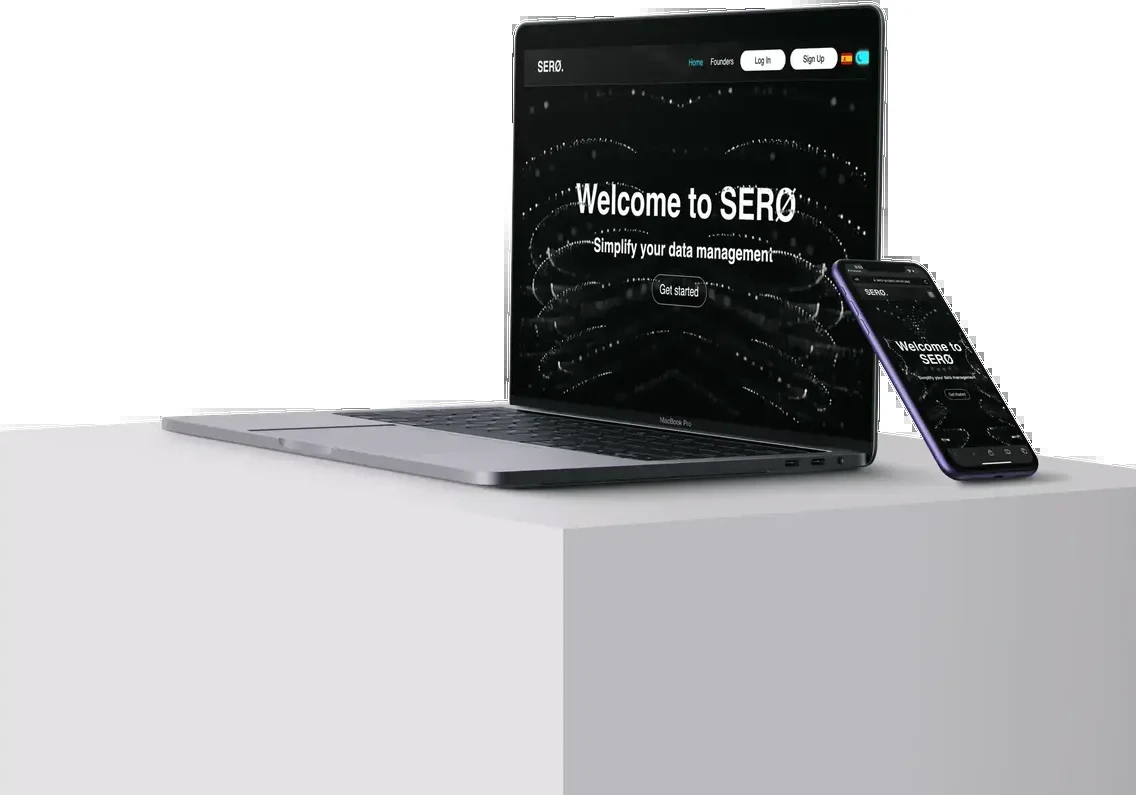 SERØ.
Home
Founders
Log In
Sign Up
Welcome to SERØ
Simplify your data management
Get started
MacBook Pro
SERØ.
Welcome to
SERØ
Simplify your data management
Get started